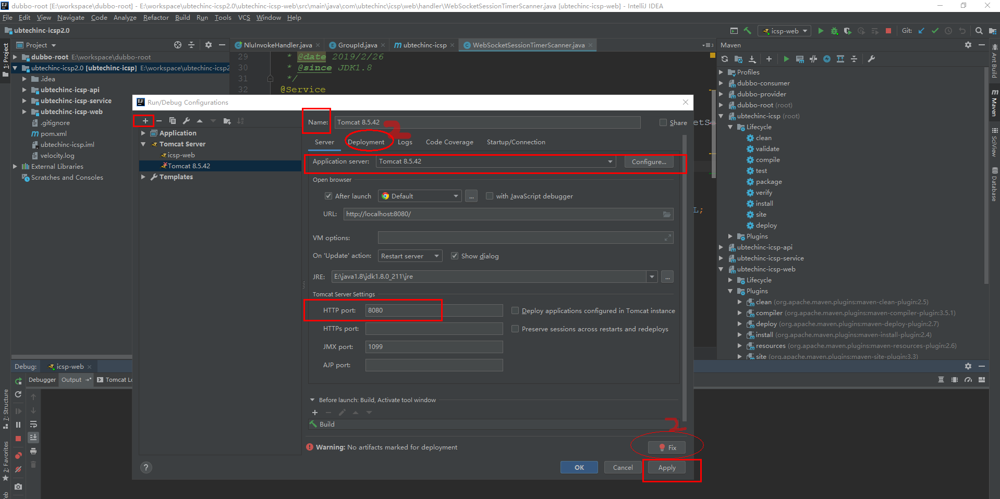 dubbo-root [E:\workspace\dubbo-root] - E:\workspace\ubtechinc-icsp2.0\ubtechinc-icsp-web\src\main\java\com\ubtechinc\icsp\web\handler\WebSocketSessionTimerScanner.java [ubtechinc-icsp-web] - IntelliJ IDEA
File Edit View Navigate Code Analyze Refactor Build Run Tools VCS Window Help
ubtechinc-icsp2.0
icsp-web
Git:
1: Project
Project
dubbo-root E:\workspace\dubbo-root
ubtechinc-icsp2.0 [ubtechinc-icsp] E:\workspace\ubtechinc-icsp2
.idea
ubtechinc-icsp-api
ubtechinc-icsp-service
ubtechinc-icsp-web
.gitignore
pom.xml
ubtechinc-icsp.iml
velocity.log
External Libraries
Scratches and Consoles
NluInvokeHandler.java
GroupId.java
ubtechinc-icsp
WebSocketSessionTimerScanner.java
29 * @date 2019/2/26
30 * @since JDK1.8
31 */
32 @Service
etSe
L;
Run/Debug Configurations
Application
Tomcat Server
icsp-web
Tomcat 8.5.42
Templates
Name: Tomcat 8.5.42
Share
2
Server Deployment Logs Code Coverage Startup/Connection
Application server: Tomcat 8.5.42 Configure...
Open browser
After launch Default ... with JavaScript debugger
URL: http://localhost:8080/
VM options:
On 'Update' action: Restart server Show dialog
JRE: E:\java1.8\jdk1.8.0_211\jre ...
Tomcat Server Settings
HTTP port: 8080 Deploy applications configured in Tomcat instance
HTTPs port: Preserve sessions across restarts and redeploys
JMX port: 1099
AJP port:
Before launch: Build, Activate tool window
Build
2
Warning: No artifacts marked for deployment Fix
? OK Cancel Apply
Maven
Profiles
dubbo-consumer
dubbo-provider
dubbo-root (root)
ubtechinc-icsp (root)
Lifecycle
clean
validate
compile
test
package
verify
install
site
deploy
Plugins
ubtechinc-icsp-api
ubtechinc-icsp-service
ubtechinc-icsp-web
Lifecycle
Plugins
clean (org.apache.maven.plugins:maven-clean-plugin:2.5)
compiler (org.apache.maven.plugins:maven-compiler-plugin:3.5.1)
deploy (org.apache.maven.plugins:maven-deploy-plugin:2.7)
install (org.apache.maven.plugins:maven-install-plugin:2.4)
resources (org.apache.maven.plugins:maven-resources-plugin:2.6)
site (org.apache.maven.plugins:maven-site-plugin:3.3)
Ant Build
Maven
SciView
Database
Debug: icsp-web
Debugger Output Tomcat Lo
7: Structure
2: Favorites
eb